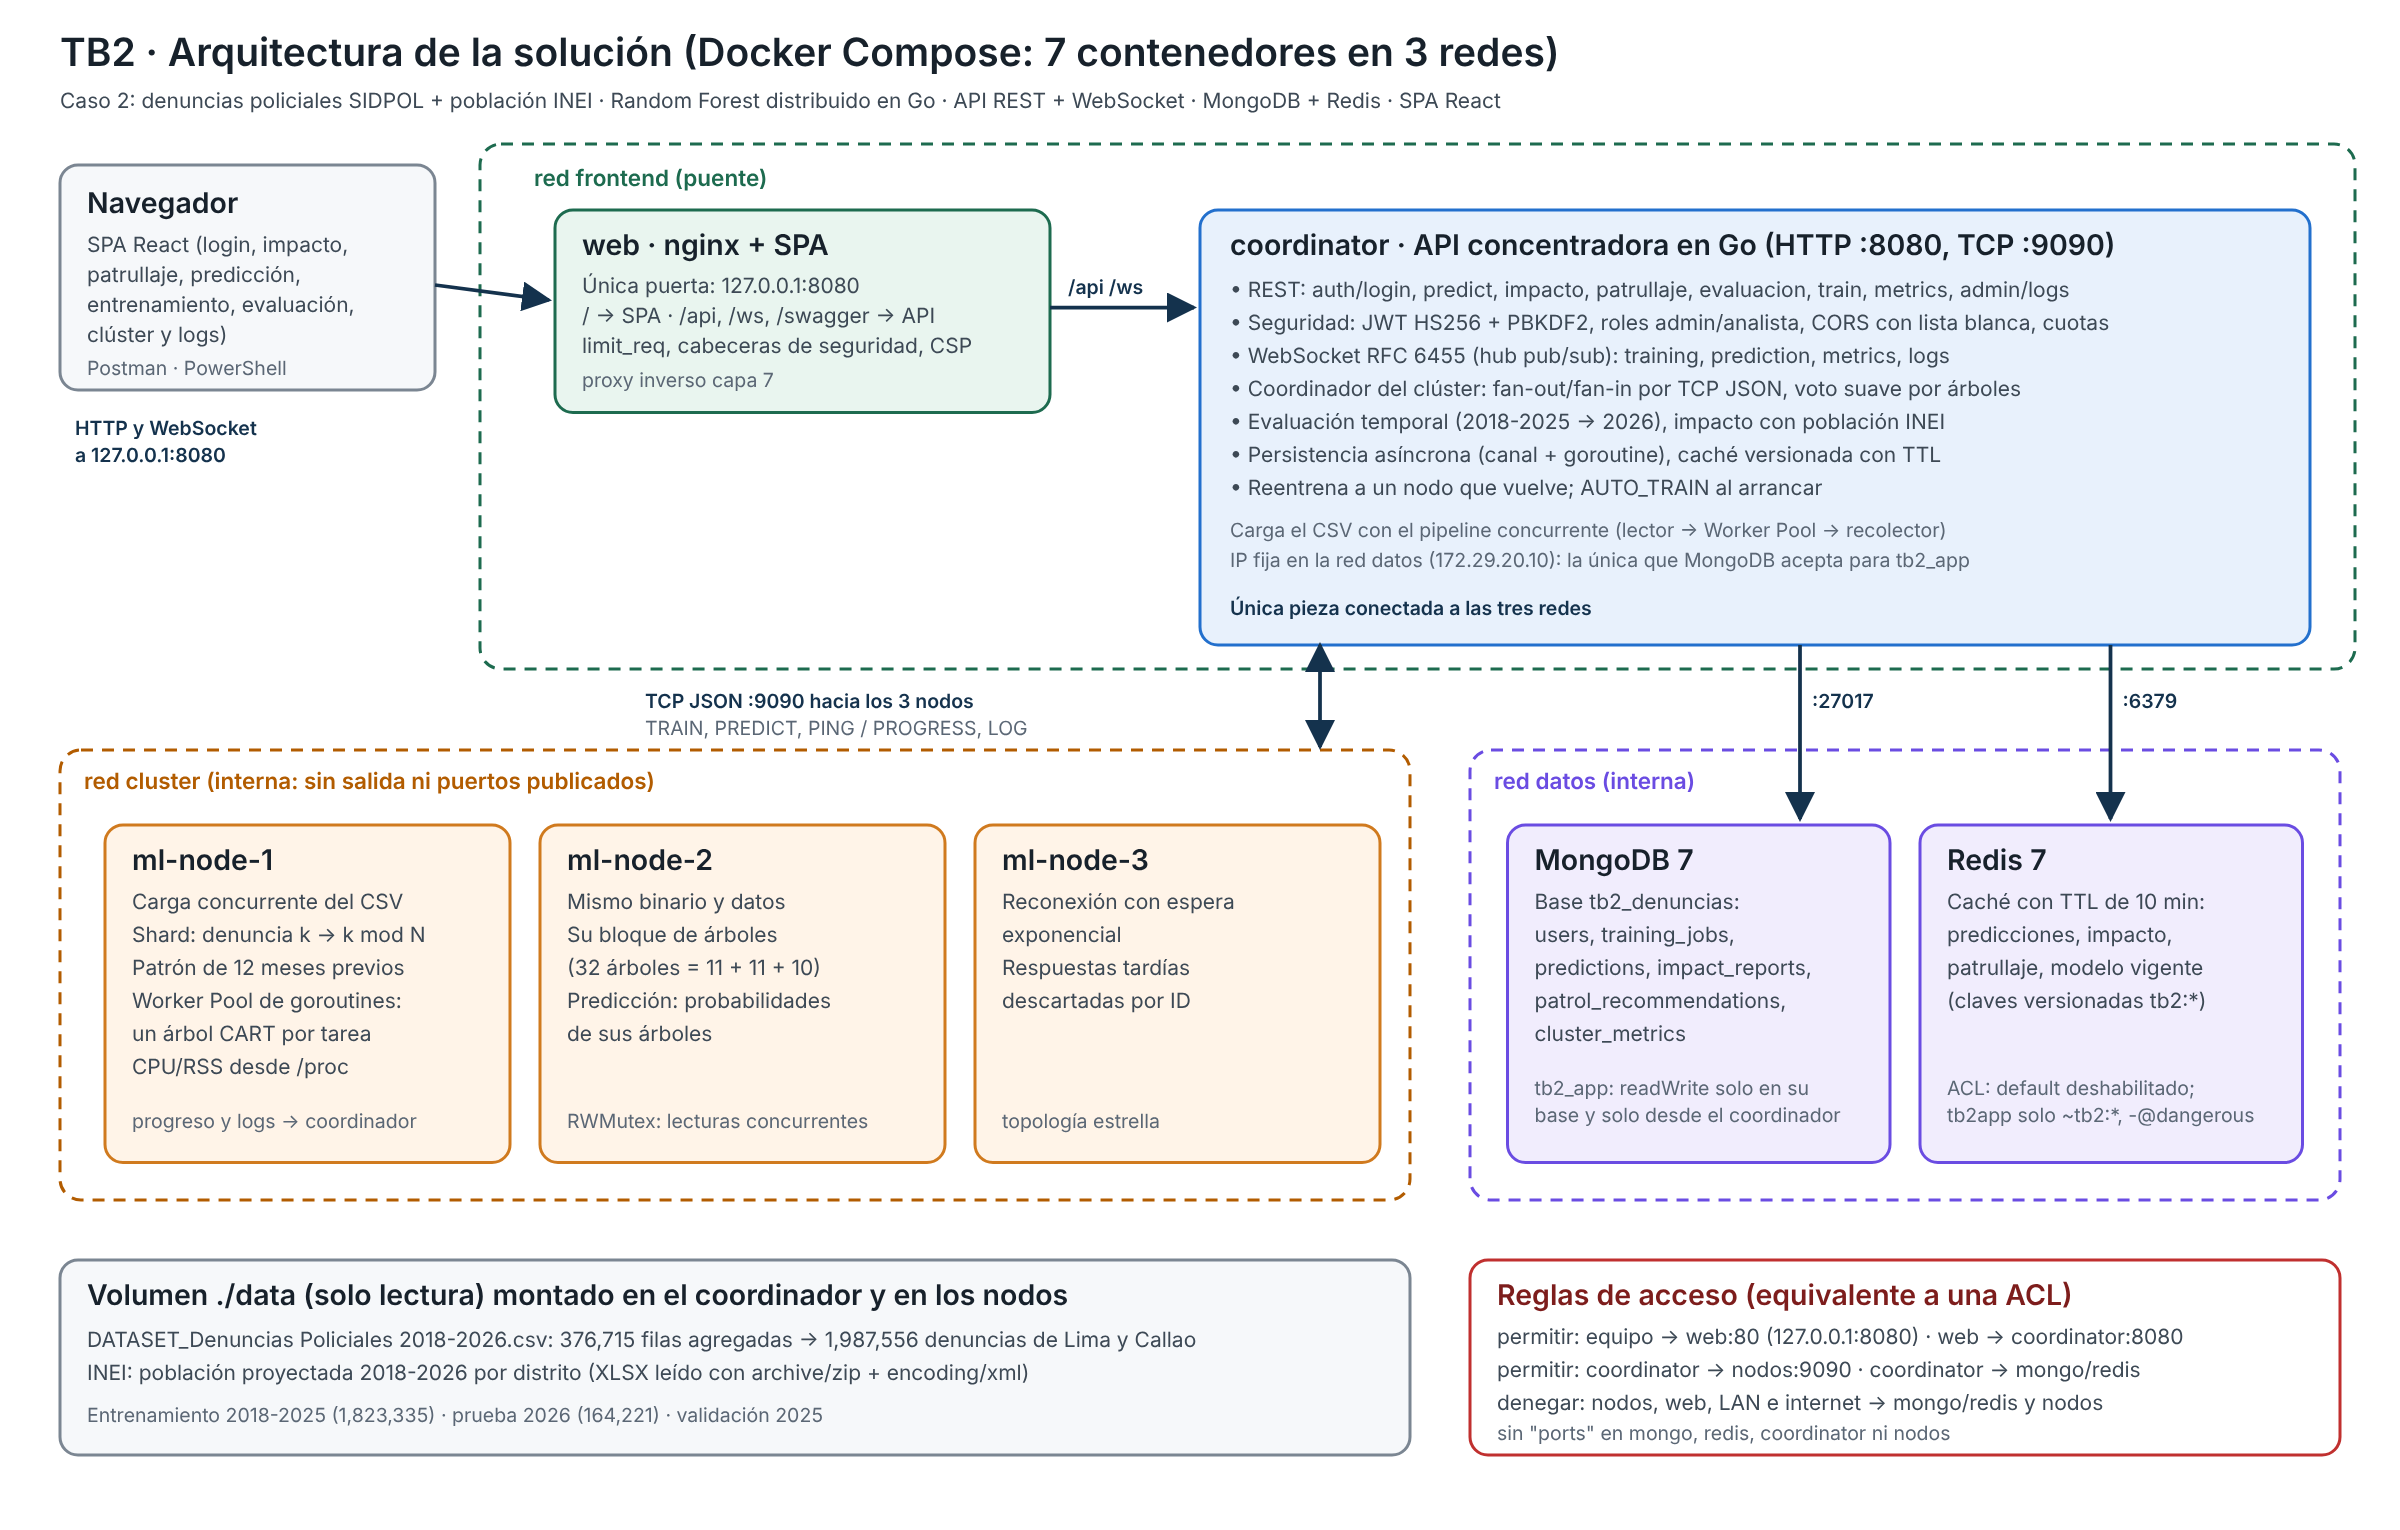 TB2 · Arquitectura de la solución (Docker Compose: 7 contenedores en 3 redes)
Caso 2: denuncias policiales SIDPOL + población INEI · Random Forest distribuido en Go · API REST + WebSocket · MongoDB + Redis · SPA React
Navegador
SPA React (login, impacto,
patrullaje, predicción,
entrenamiento, evaluación,
clúster y logs)
Postman · PowerShell
HTTP y WebSocket
a 127.0.0.1:8080
red frontend (puente)
web · nginx + SPA
Única puerta: 127.0.0.1:8080
/ → SPA · /api, /ws, /swagger → API
limit_req, cabeceras de seguridad, CSP
proxy inverso capa 7
/api /ws
coordinator · API concentradora en Go (HTTP :8080, TCP :9090)
• REST: auth/login, predict, impacto, patrullaje, evaluacion, train, metrics, admin/logs
• Seguridad: JWT HS256 + PBKDF2, roles admin/analista, CORS con lista blanca, cuotas
• WebSocket RFC 6455 (hub pub/sub): training, prediction, metrics, logs
• Coordinador del clúster: fan-out/fan-in por TCP JSON, voto suave por árboles
• Evaluación temporal (2018-2025 → 2026), impacto con población INEI
• Persistencia asíncrona (canal + goroutine), caché versionada con TTL
• Reentrena a un nodo que vuelve; AUTO_TRAIN al arrancar
Carga el CSV con el pipeline concurrente (lector → Worker Pool → recolector)
IP fija en la red datos (172.29.20.10): la única que MongoDB acepta para tb2_app
Única pieza conectada a las tres redes
TCP JSON :9090 hacia los 3 nodos
TRAIN, PREDICT, PING / PROGRESS, LOG
:27017
:6379
red cluster (interna: sin salida ni puertos publicados)
ml-node-1
Carga concurrente del CSV
Shard: denuncia k → k mod N
Patrón de 12 meses previos
Worker Pool de goroutines:
un árbol CART por tarea
CPU/RSS desde /proc
progreso y logs → coordinador
ml-node-2
Mismo binario y datos
Su bloque de árboles
(32 árboles = 11 + 11 + 10)
Predicción: probabilidades
de sus árboles
RWMutex: lecturas concurrentes
ml-node-3
Reconexión con espera
exponencial
Respuestas tardías
descartadas por ID
topología estrella
red datos (interna)
MongoDB 7
Base tb2_denuncias:
users, training_jobs,
predictions, impact_reports,
patrol_recommendations,
cluster_metrics
tb2_app: readWrite solo en su
base y solo desde el coordinador
Redis 7
Caché con TTL de 10 min:
predicciones, impacto,
patrullaje, modelo vigente
(claves versionadas tb2:*)
ACL: default deshabilitado;
tb2app solo ~tb2:*, -@dangerous
Volumen ./data (solo lectura) montado en el coordinador y en los nodos
DATASET_Denuncias Policiales 2018-2026.csv: 376,715 filas agregadas → 1,987,556 denuncias de Lima y Callao
INEI: población proyectada 2018-2026 por distrito (XLSX leído con archive/zip + encoding/xml)
Entrenamiento 2018-2025 (1,823,335) · prueba 2026 (164,221) · validación 2025
Reglas de acceso (equivalente a una ACL)
permitir: equipo → web:80 (127.0.0.1:8080) · web → coordinator:8080
permitir: coordinator → nodos:9090 · coordinator → mongo/redis
denegar: nodos, web, LAN e internet → mongo/redis y nodos
sin "ports" en mongo, redis, coordinator ni nodos